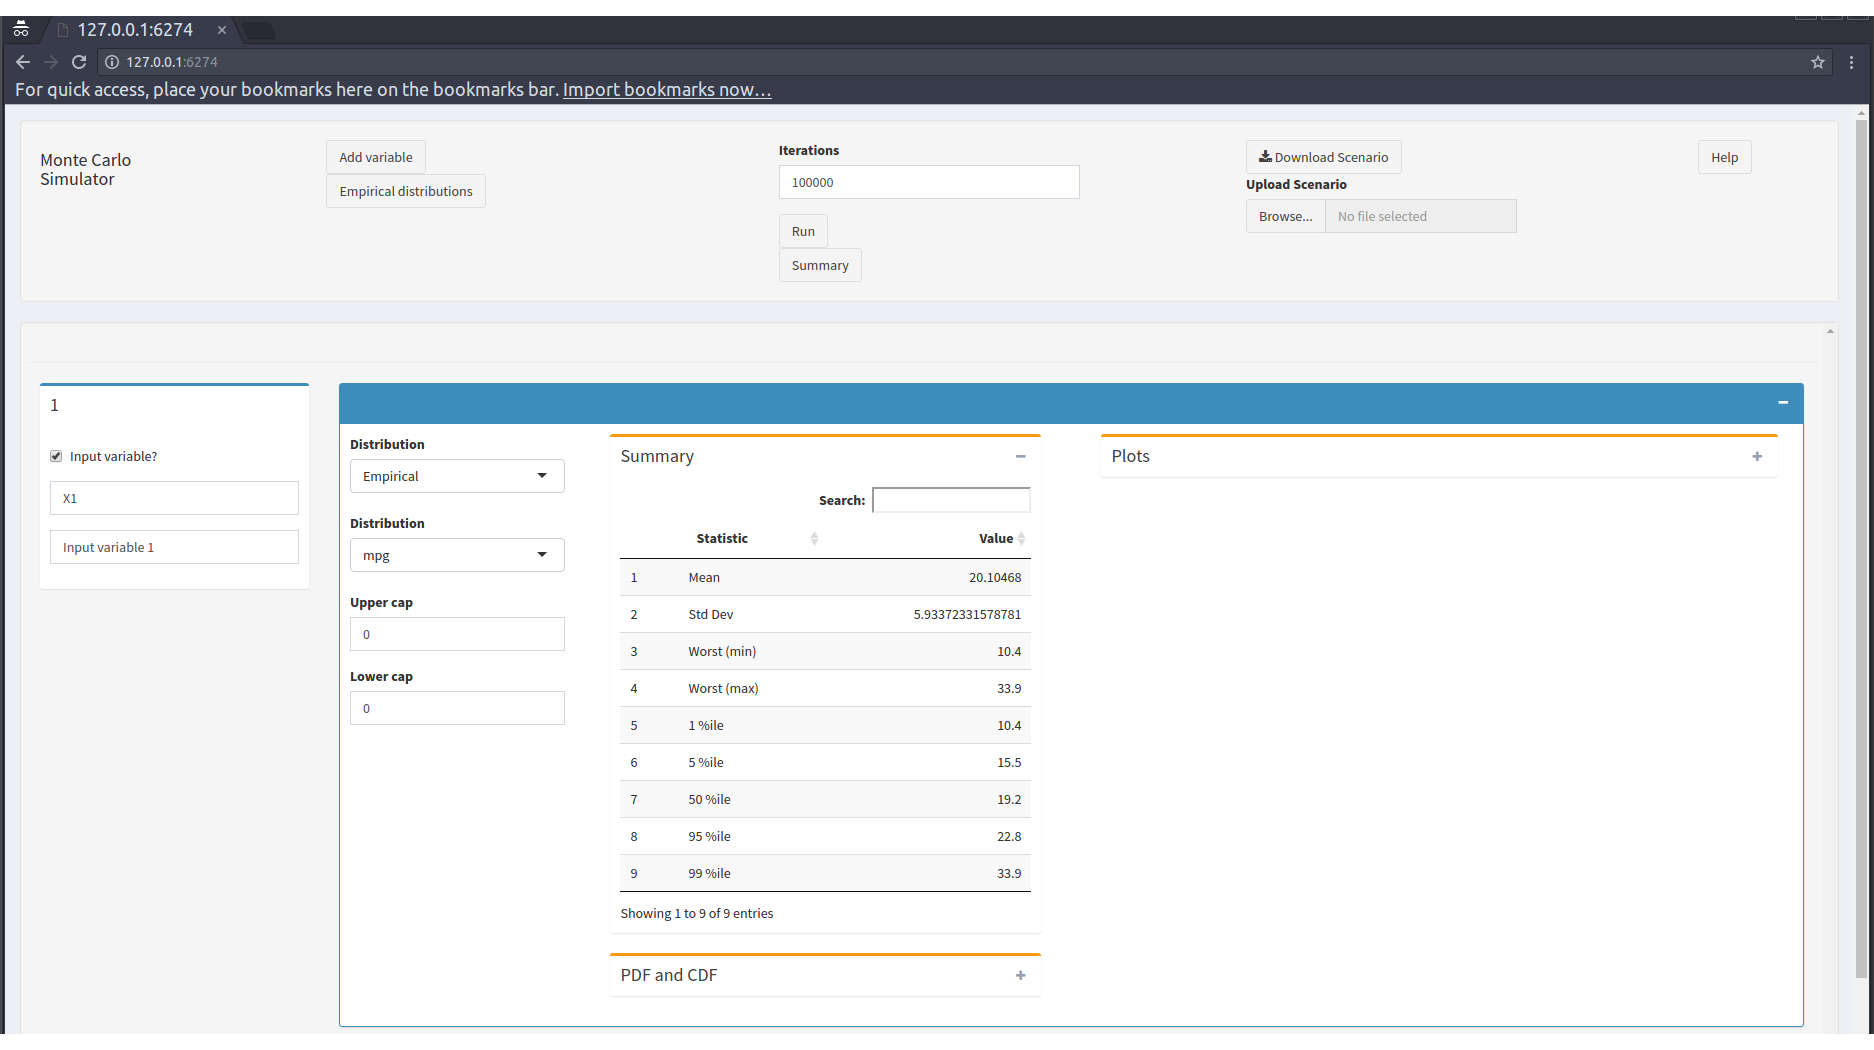 127.0.0.1:6274
127.0.0.1:6274
For quick access, place your bookmarks here on the bookmarks bar. Import bookmarks now...
Monte Carlo
Simulator
Add variable
Empirical distributions
Iterations
100000
Run
Summary
Download Scenario
Upload Scenario
Browse... No file selected
Help
1
Input variable?
X1
Input variable 1
Distribution
Empirical
Distribution
mpg
Upper cap
0
Lower cap
0
Summary
Search:
Statistic Value
1 Mean 20.10468
2 Std Dev 5.93372331578781
3 Worst (min) 10.4
4 Worst (max) 33.9
5 1 %ile 10.4
6 5 %ile 15.5
7 50 %ile 19.2
8 95 %ile 22.8
9 99 %ile 33.9
Showing 1 to 9 of 9 entries
PDF and CDF
Plots